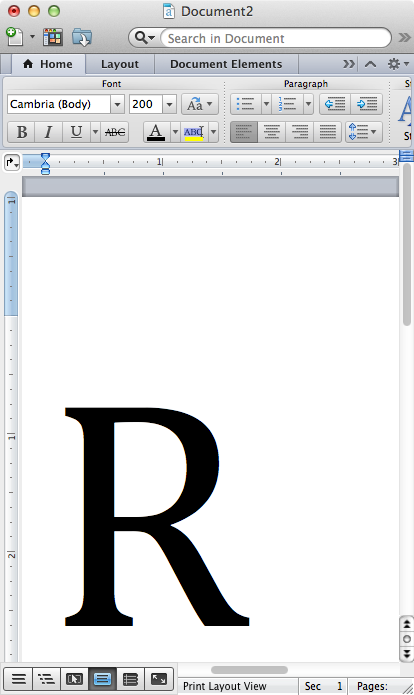 Document2
Search in Document
Home Layout Document Elements
Font Paragraph
Cambria (Body) 200 Aa
B I U ABC A ABC
1 2 3
1
1
2
R
Print Layout View Sec 1 Pages: